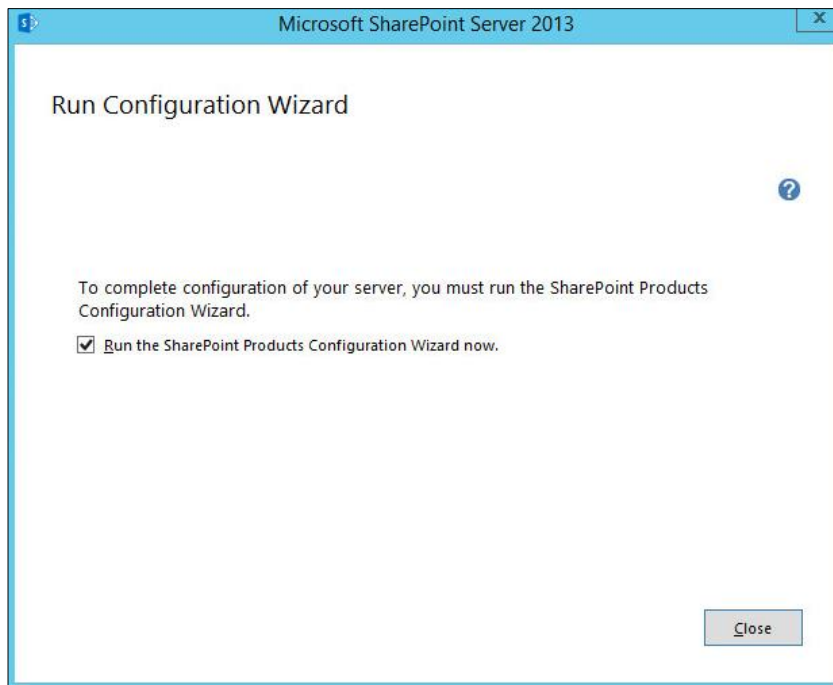 Microsoft SharePoint Server 2013
x
Run Configuration Wizard
?
To complete configuration of your server, you must run the SharePoint Products
Configuration Wizard.
Run the SharePoint Products Configuration Wizard now.
Close